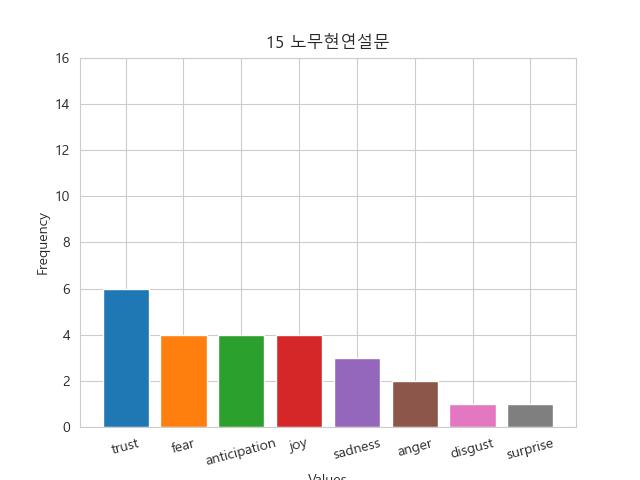 15 노무현연설문
16
14
12
10
8
6
4
2
0
Frequency
trust fear anticipation joy sadness anger disgust surprise
Values